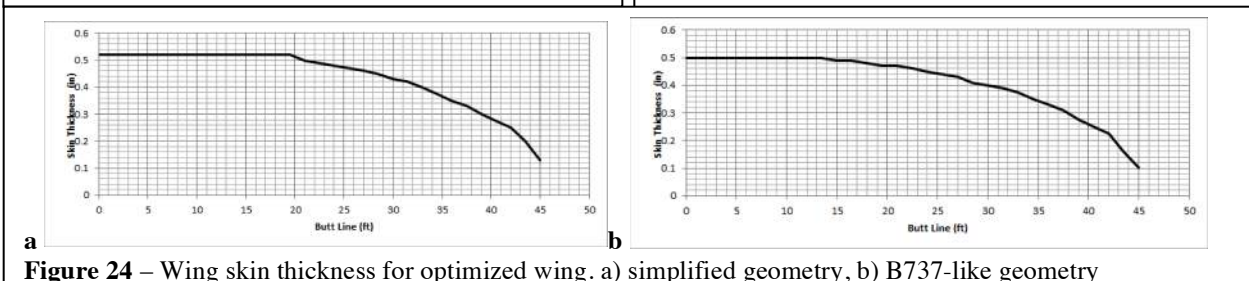 0.6
0.5
0.4
0.3
0.2
0.1
0
Skin Thickness (in)
0 5 10 15 20 25 30 35 40 45 50
Butt Line (ft)
a
0.6
0.5
0.4
0.3
0.2
0.1
0
Skin Thickness (in)
0 5 10 15 20 25 30 35 40 45 50
Butt Line (ft)
b
Figure 24 – Wing skin thickness for optimized wing. a) simplified geometry, b) B737-like geometry